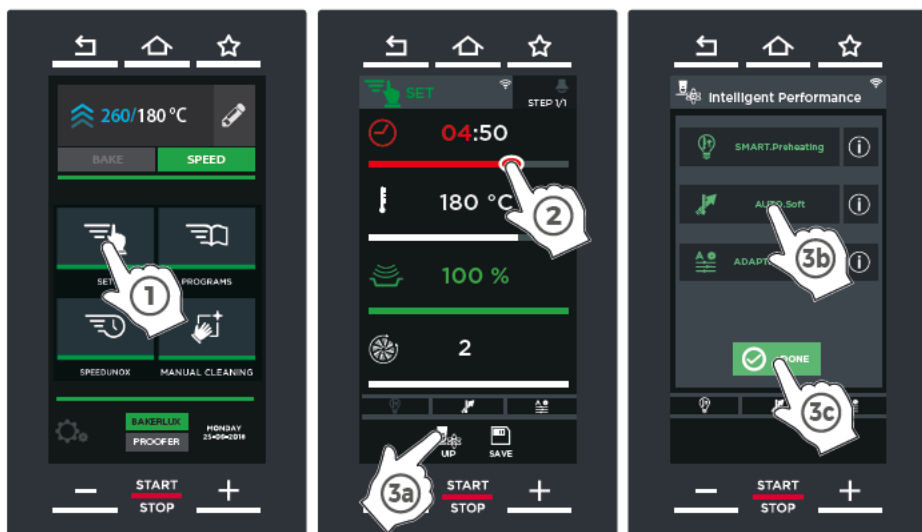 260/180 °C
BAKE
SPEED
1
PROGRAMS
SPEEDUNOX
MANUAL CLEANING
BAKERLUX
PROOFER
MONDAY
START
STOP
SET
STEP 1/1
04:50
180 °C
2
100 %
2
3a
UIP
SAVE
START
STOP
Intelligent Performance
SMART.Preheating
AUTO.Soft
3b
DONE
3c
START
STOP